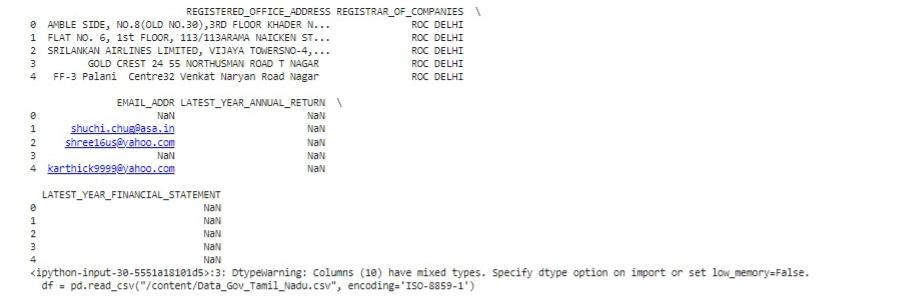 REGISTERED_OFFICE_ADDRESS REGISTRAR_OF_COMPANIES \
0 AMBLE SIDE, NO.8(OLD NO.30),3RD FLOOR KHADER N... ROC DELHI
1 FLAT NO. 6, 1st FLOOR, 113/113ARAMA NAICKEN ST... ROC DELHI
2 SRILANKAN AIRLINES LIMITED, VIJAYA TOWERSNO-4,... ROC DELHI
3 GOLD CREST 24 55 NORTHUSMAN ROAD T NAGAR ROC DELHI
4 FF-3 Palani Centre32 Venkat Naryan Road Nagar ROC DELHI
EMAIL_ADDR LATEST_YEAR_ANNUAL_RETURN \
0 NaN NaN
1 shuchi.chug@asa.in NaN
2 shree16us@yahoo.com NaN
3 NaN NaN
4 karthick9999@yahoo.com NaN
LATEST_YEAR_FINANCIAL_STATEMENT
0 NaN
1 NaN
2 NaN
3 NaN
4 NaN
<ipython-input-30-5551a18101d5>:3: DtypeWarning: Columns (10) have mixed types. Specify dtype option on import or set low_memory=False.
df = pd.read_csv("/content/Data_Gov_Tamil_Nadu.csv", encoding='ISO-8859-1')